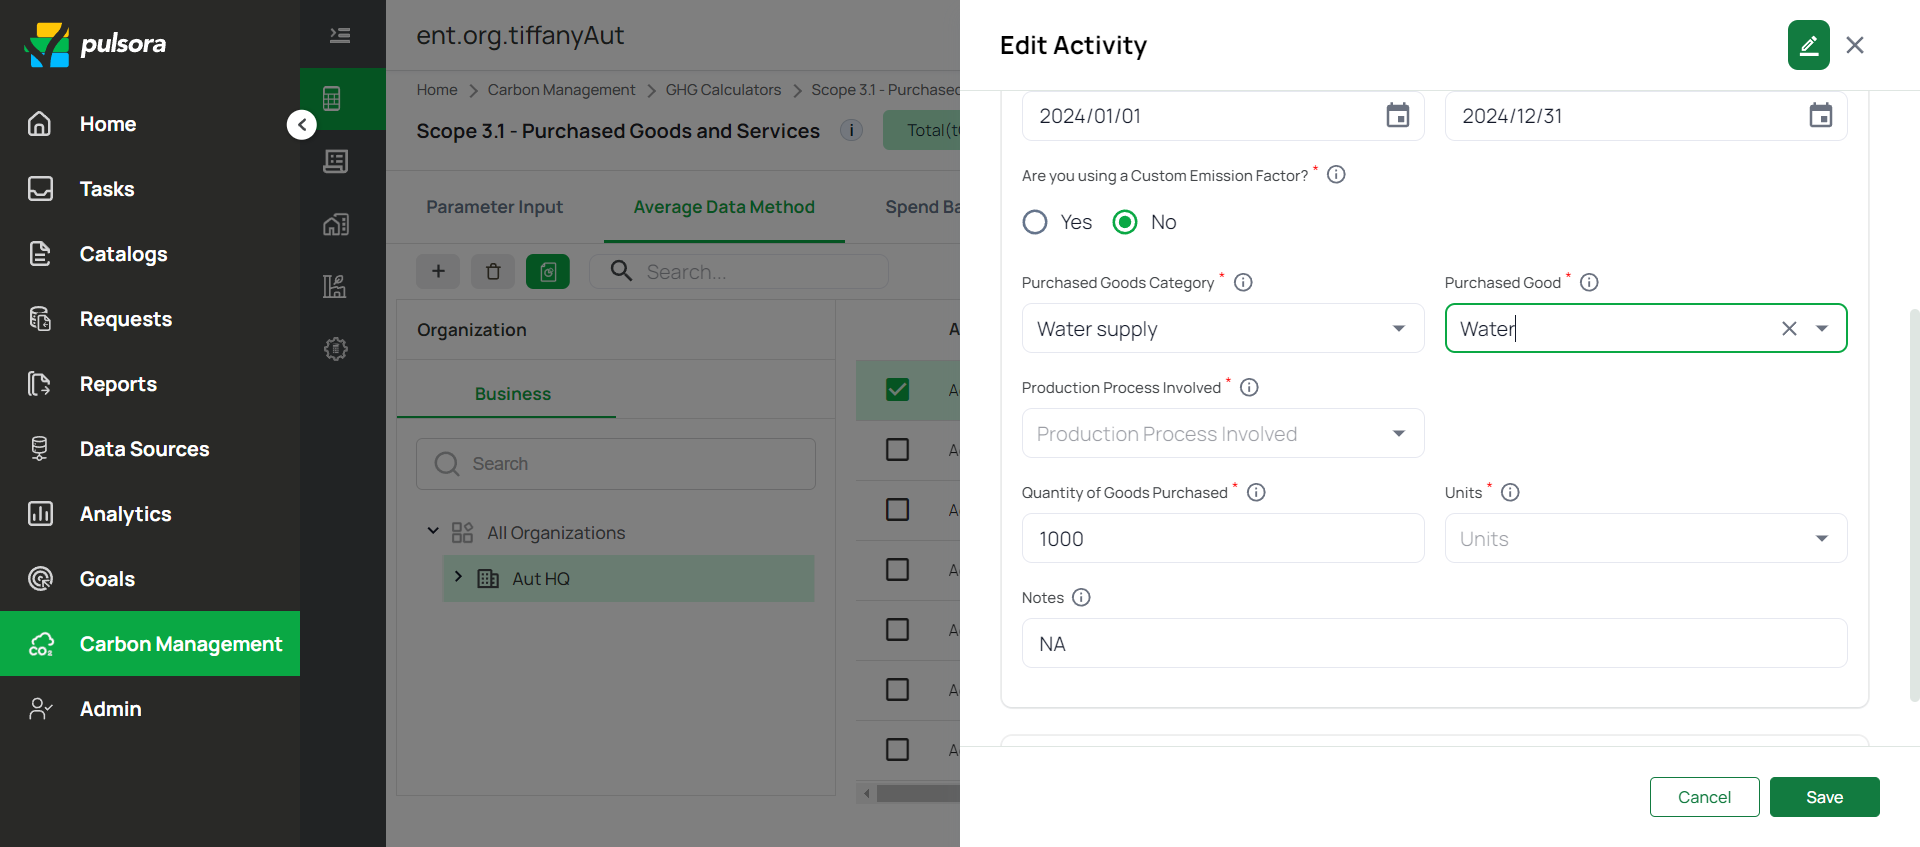 pulsora
Home
Tasks
Catalogs
Requests
Reports
Data Sources
Analytics
Goals
Carbon Management
Admin
ent.org.tiffanyAut
Home > Carbon Management > GHG Calculators > Scope 3.1 - Purchased
Scope 3.1 - Purchased Goods and Services i Total(t
Parameter Input Average Data Method Spend Ba
Search...
Organization
Business
Search
All Organizations
Aut HQ
Edit Activity
2024/01/01 2024/12/31
Are you using a Custom Emission Factor? *
Yes No
Purchased Goods Category * Purchased Good *
Water supply Water
Production Process Involved *
Production Process Involved
Quantity of Goods Purchased * Units *
1000 Units
Notes
NA
Cancel Save